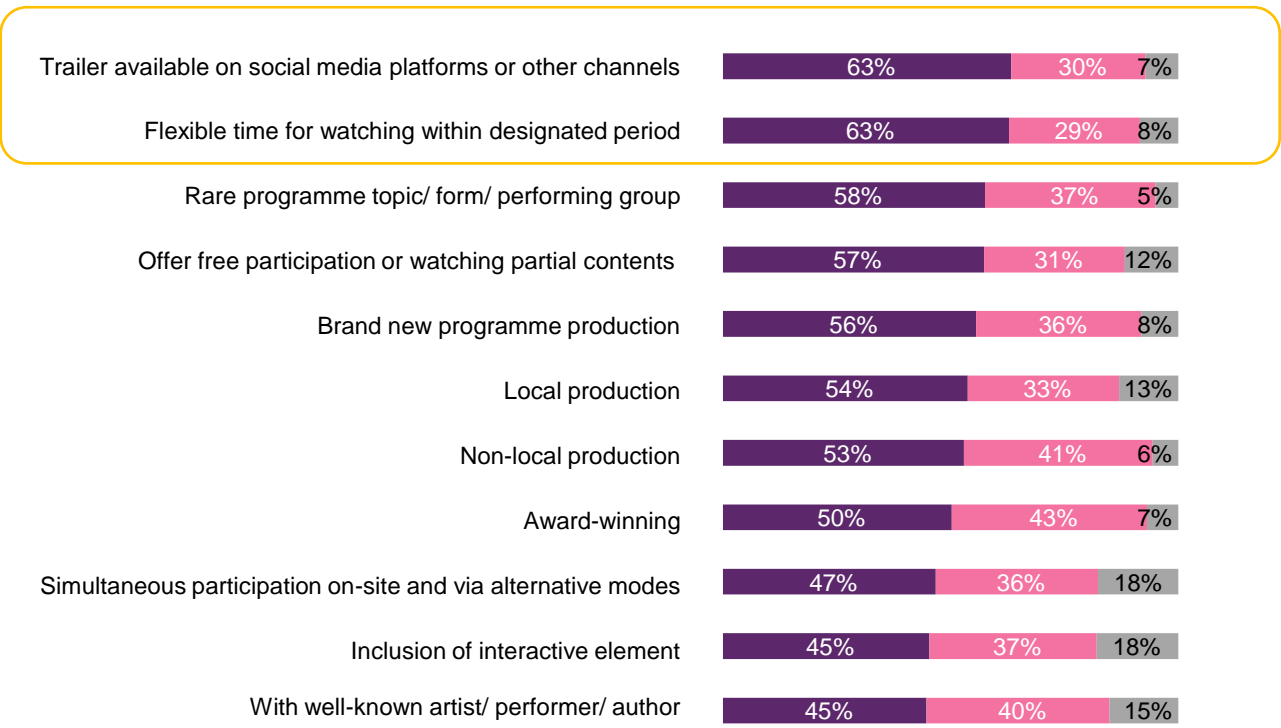 Trailer available on social media platforms or other channels 63% 30% 7%
Flexible time for watching within designated period 63% 29% 8%
Rare programme topic/ form/ performing group 58% 37% 5%
Offer free participation or watching partial contents 57% 31% 12%
Brand new programme production 56% 36% 8%
Local production 54% 33% 13%
Non-local production 53% 41% 6%
Award-winning 50% 43% 7%
Simultaneous participation on-site and via alternative modes 47% 36% 18%
Inclusion of interactive element 45% 37% 18%
With well-known artist/ performer/ author 45% 40% 15%